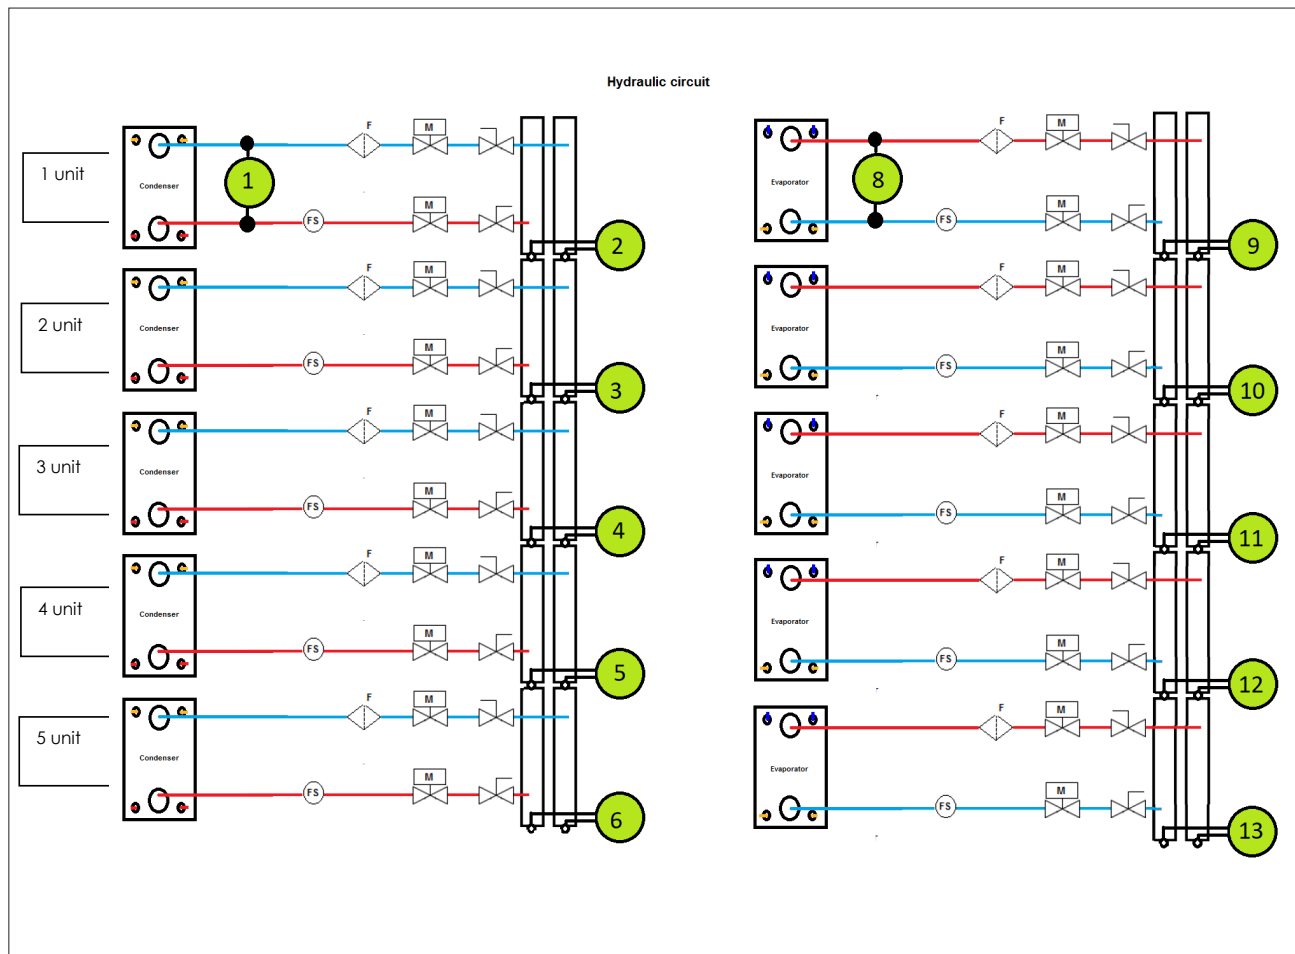 Hydraulic circuit
F M F M
1 unit
Condenser 1 Evaporator 8
FS M FS M
2 9
F M F M
2 unit
Condenser Evaporator
FS M FS M
3 10
F M F M
3 unit
Condenser Evaporator
FS M FS M
4 11
F M F M
4 unit
Condenser Evaporator
FS M FS M
5 12
F M F M
5 unit
Condenser Evaporator
FS M FS M
6 13